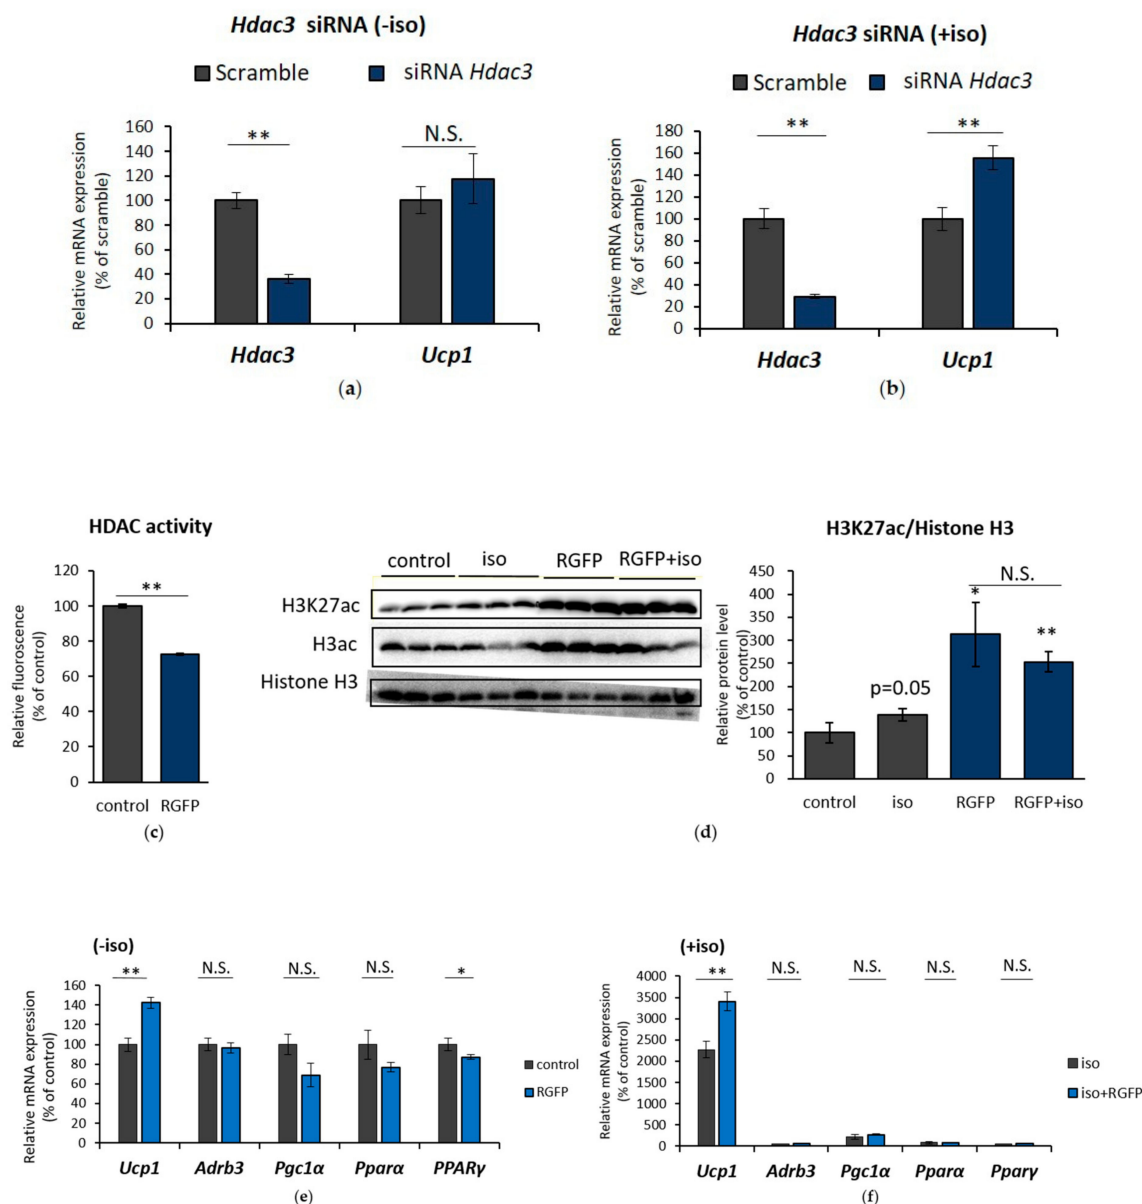 Hdac3 siRNA (-iso)
Scramble siRNA Hdac3
Relative mRNA expression
(% of scramble)
160
140
120
100
80
60
40
20
0
**
N.S.
Hdac3 Ucp1
(a)
Hdac3 siRNA (+iso)
Scramble siRNA Hdac3
Relative mRNA expression
(% of scramble)
180
160
140
120
100
80
60
40
20
0
**
**
Hdac3 Ucp1
(b)
HDAC activity
Relative fluoroscence
(% of control)
120
100
80
60
40
20
0
**
control RGFP
(c)
control iso RGFP RGFP+iso
H3K27ac
H3ac
Histone H3
H3K27ac/Histone H3
Relative protein level
(% of control)
450
400
350
300
250
200
150
100
50
0
p=0.05
*
N.S.
**
control iso RGFP RGFP+iso
(d)
(-iso)
Relative mRNA expression
(% of control)
160
140
120
100
80
60
40
20
0
** N.S. N.S. N.S. *
control
RGFP
Ucp1 Adrb3 Pgc1α Pparα PPARγ
(e)
(+iso)
Relative mRNA expression
(% of control)
4000
3500
3000
2500
2000
1500
1000
500
0
** N.S. N.S. N.S. N.S.
iso
iso+RGFP
Ucp1 Adrb3 Pgc1α Pparα Pparγ
(f)